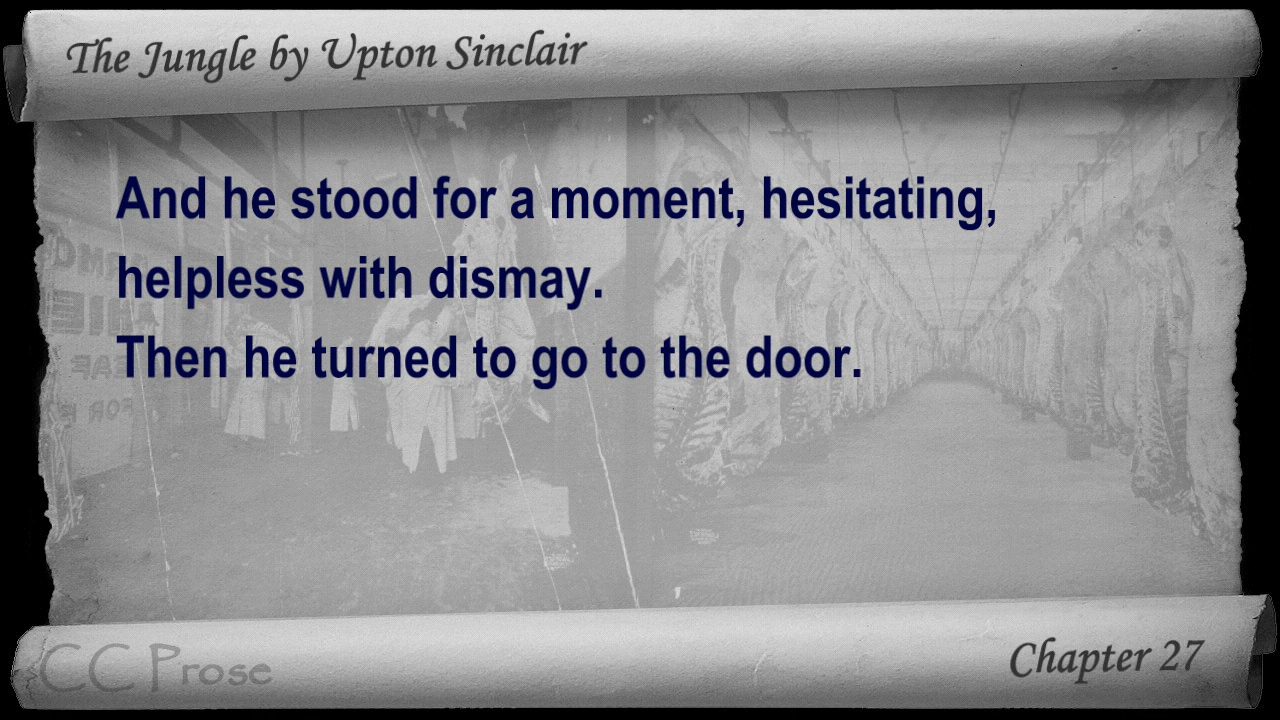 The Jungle by Upton Sinclair
And he stood for a moment, hesitating,
helpless with dismay.
Then he turned to go to the door.
CC Prose
Chapter 27